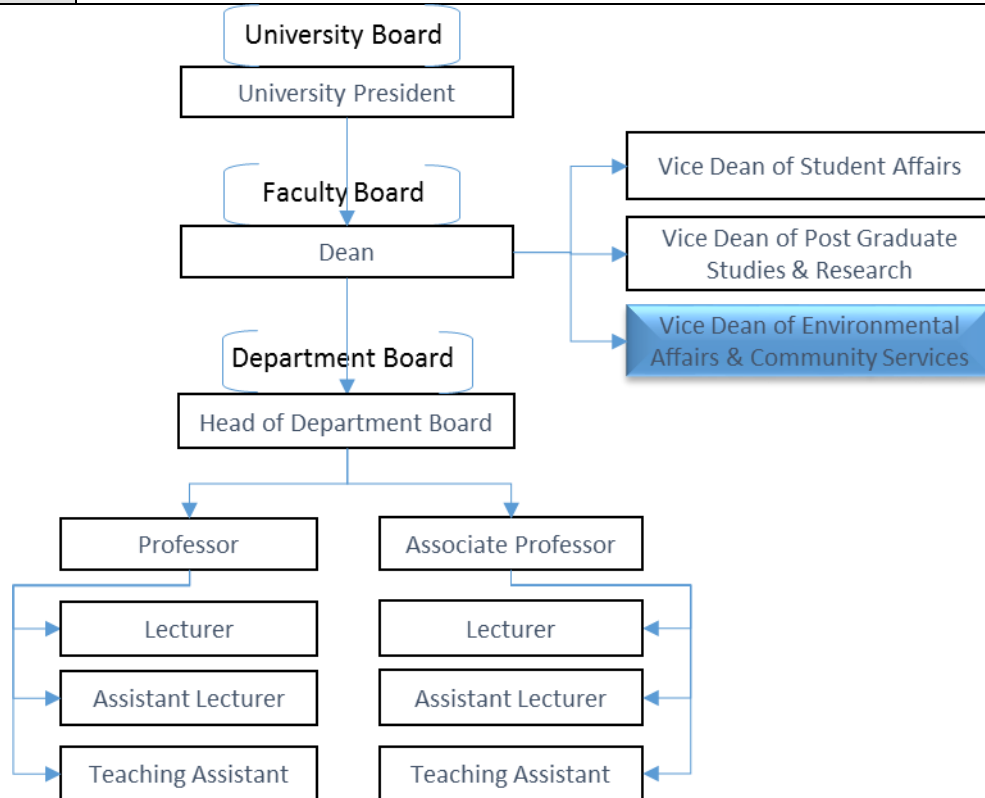 University Board
University President
Faculty Board
Dean
Vice Dean of Student Affairs
Vice Dean of Post Graduate
Studies & Research
Vice Dean of Environmental
Affairs & Community Services
Department Board
Head of Department Board
Professor
Associate Professor
Lecturer
Lecturer
Assistant Lecturer
Assistant Lecturer
Teaching Assistant
Teaching Assistant